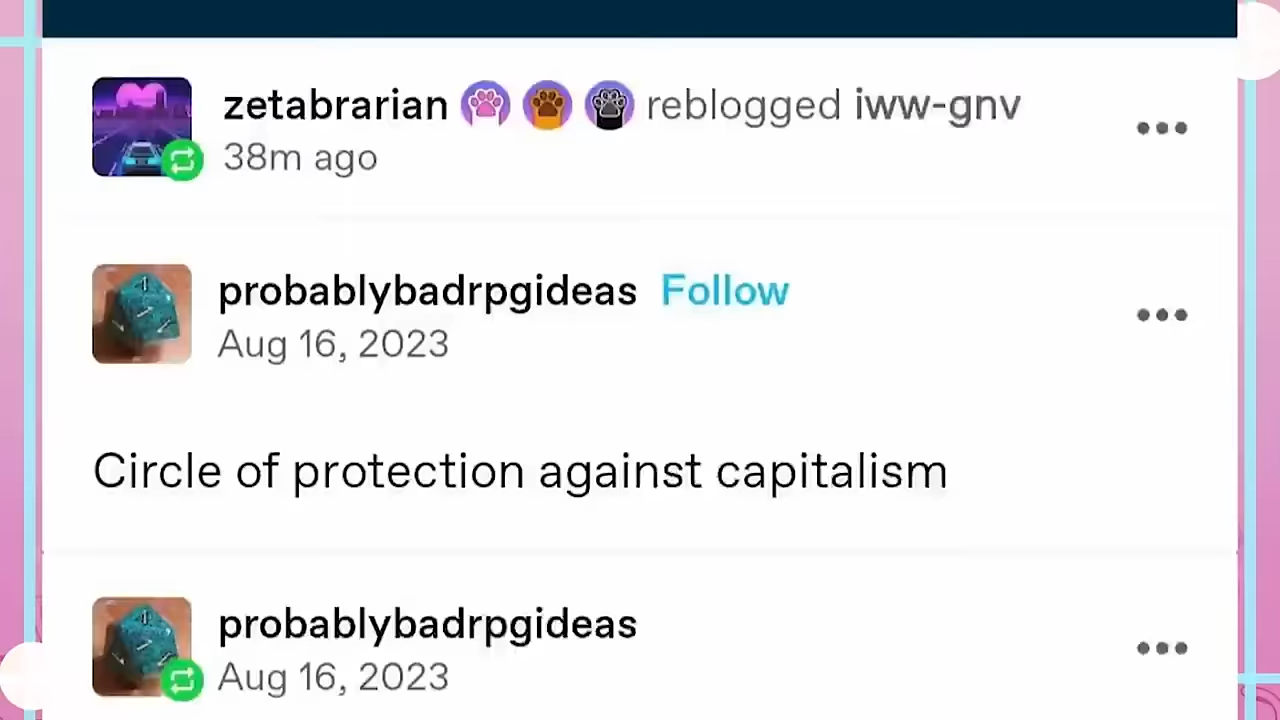 zetabrarian reblogged iww-gnv
38m ago
probablybadrpgideas Follow
Aug 16, 2023
Circle of protection against capitalism
probablybadrpgideas
Aug 16, 2023